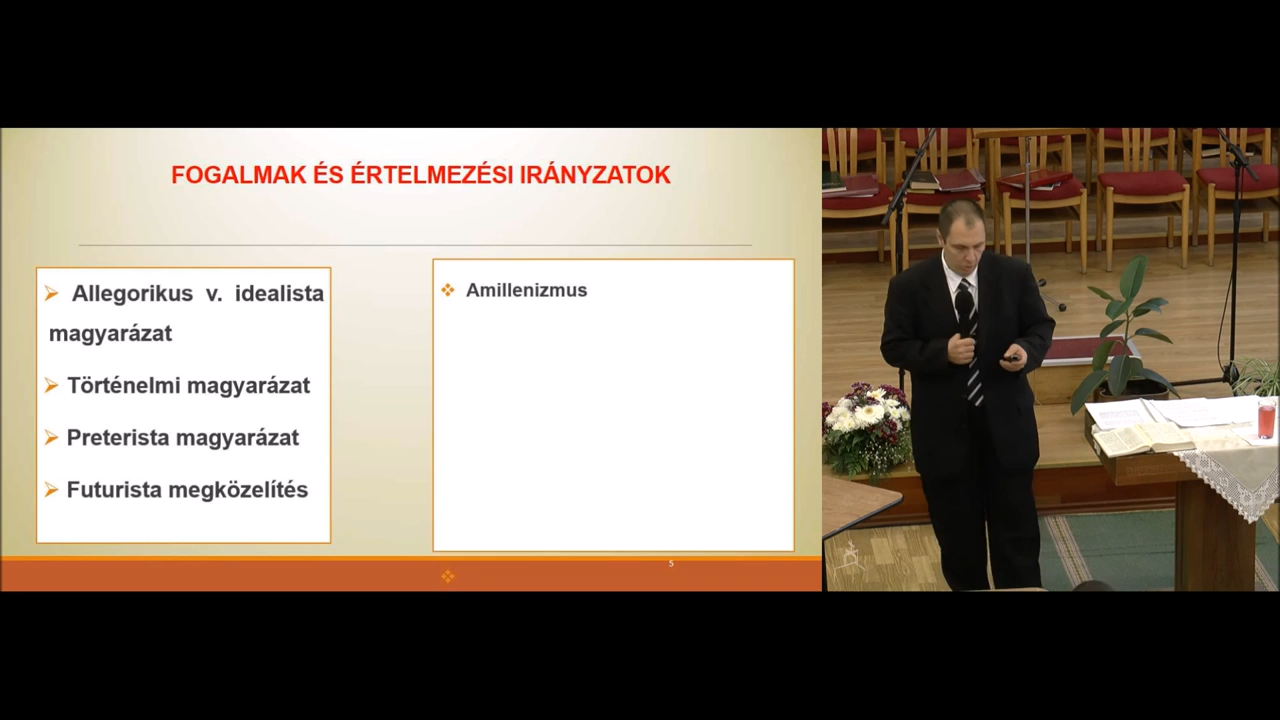 FOGALMAK ÉS ÉRTELMEZÉSI IRÁNYZATOK
Allegorikus v. idealista
magyarázat
Történelmi magyarázat
Preterista magyarázat
Futurista megközelítés
Amillenizmus
5